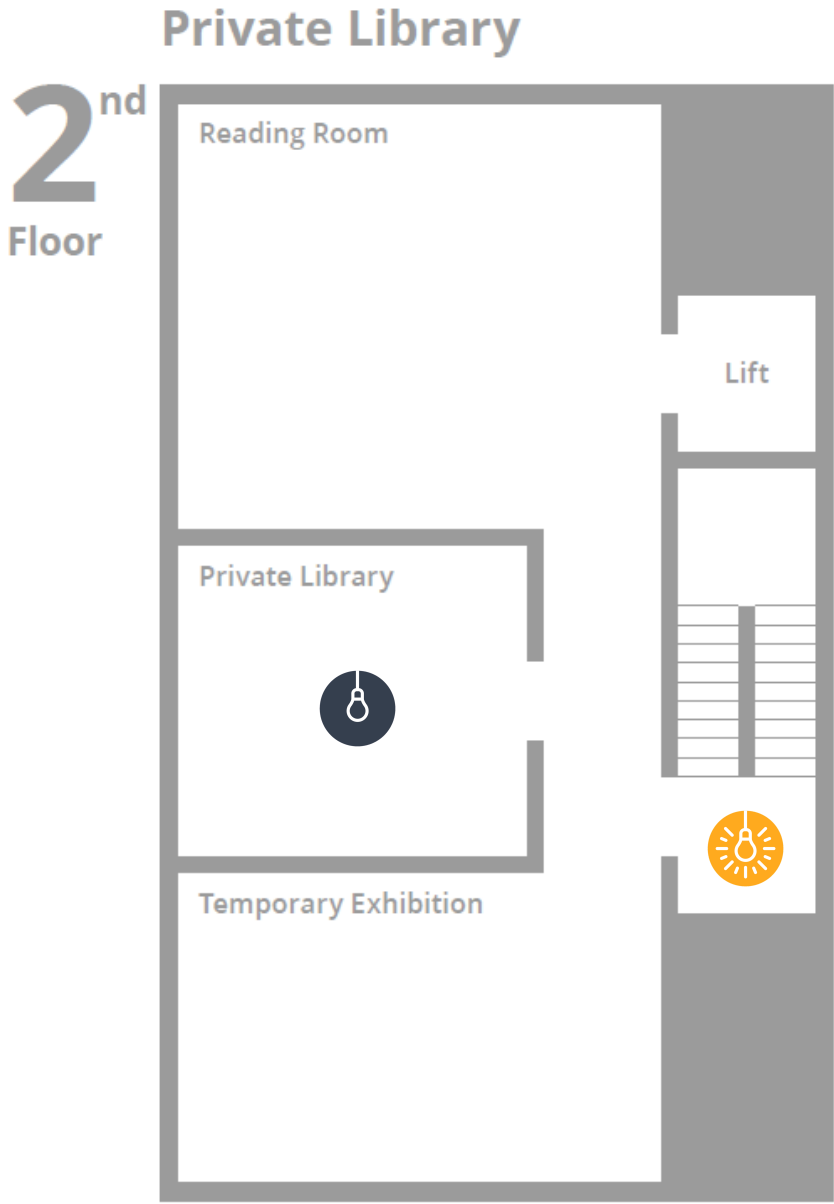 Private Library
2nd
Floor
Reading Room
Lift
Private Library
Temporary Exhibition